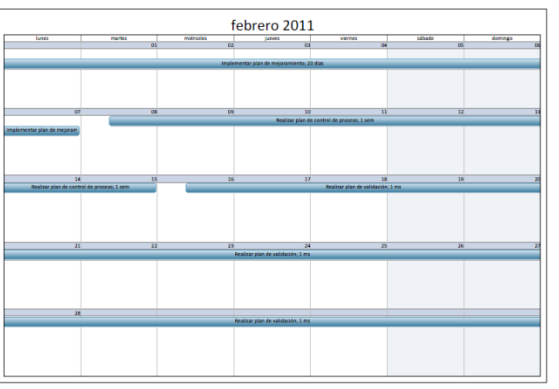 febrero 2011
lunes martes miércoles jueves viernes sábado domingo
01 02 03 04 05 06
Implementar plan de mejoramiento; 20 días
07 08 09 10 11 12 13
Realizar plan de control de proceso; 1 sem
Implementar plan de mejoram
14 15 16 17 18 19 20
Realizar plan de control de proceso; 1 sem Realizar plan de validación; 1 ms
21 22 23 24 25 26 27
Realizar plan de validación; 1 ms
28
Realizar plan de validación; 1 ms